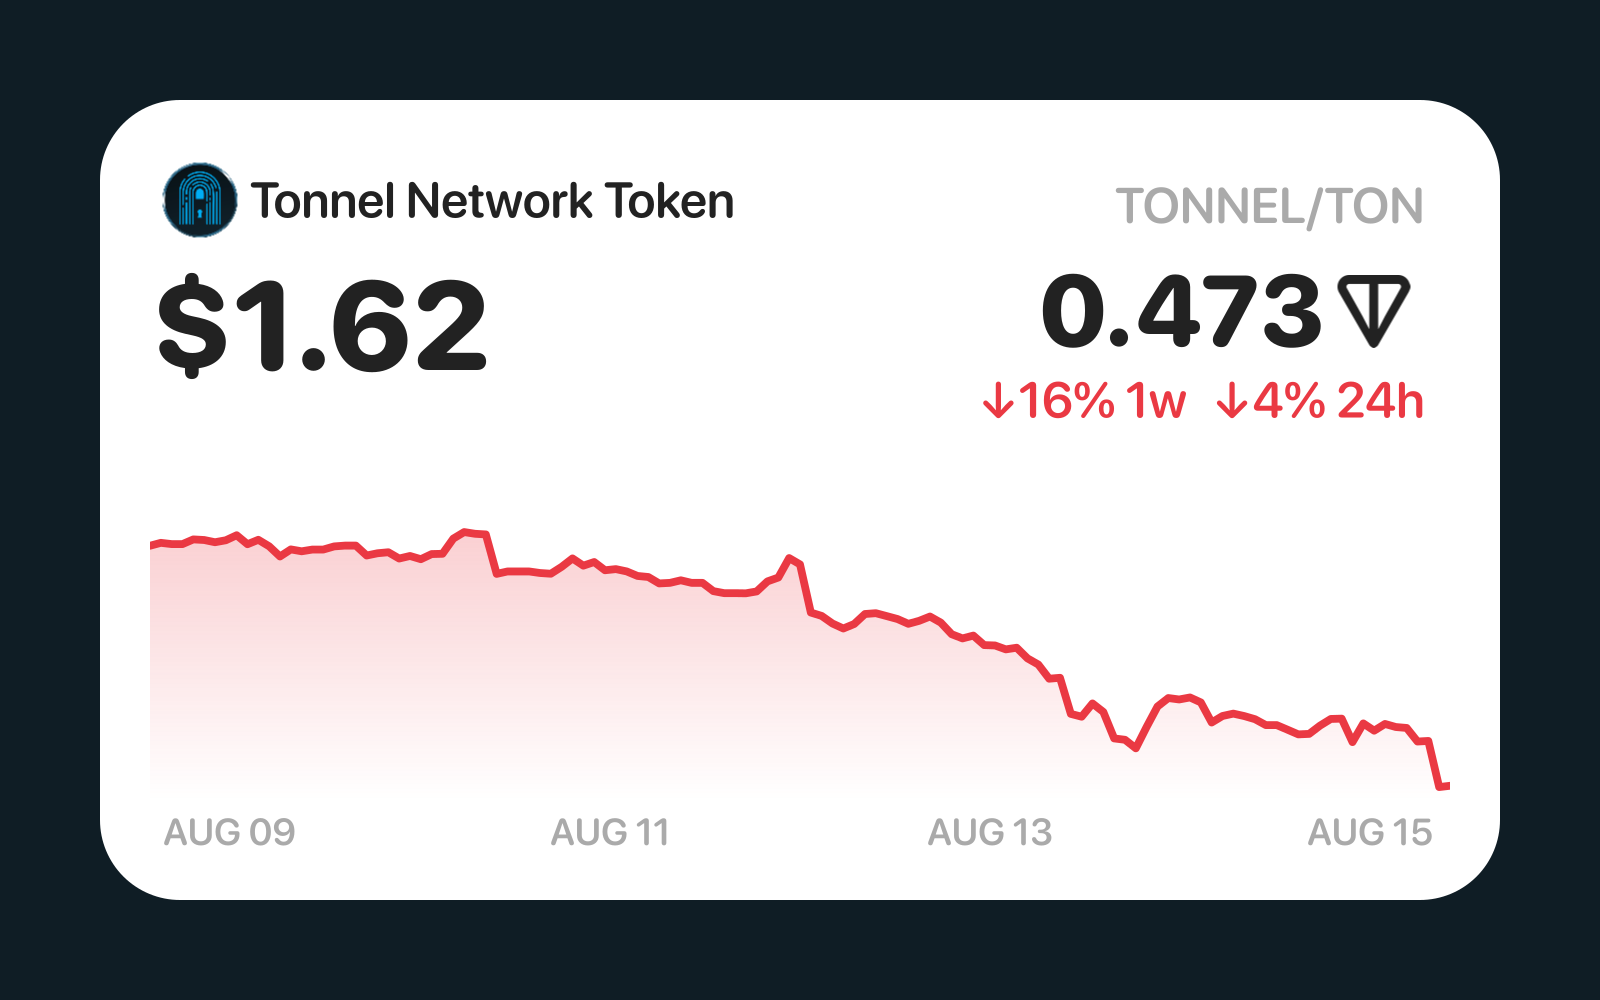 Tonnel Network Token
TONNEL/TON
$1.62
0.473
↓16% 1w ↓4% 24h
AUG 09 AUG 11 AUG 13 AUG 15